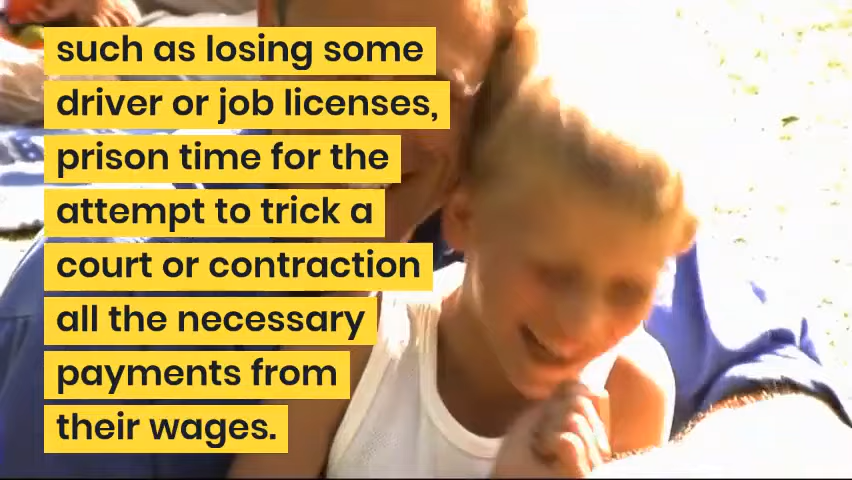 such as losing some
driver or job licenses,
prison time for the
attempt to trick a
court or contraction
all the necessary
payments from
their wages.